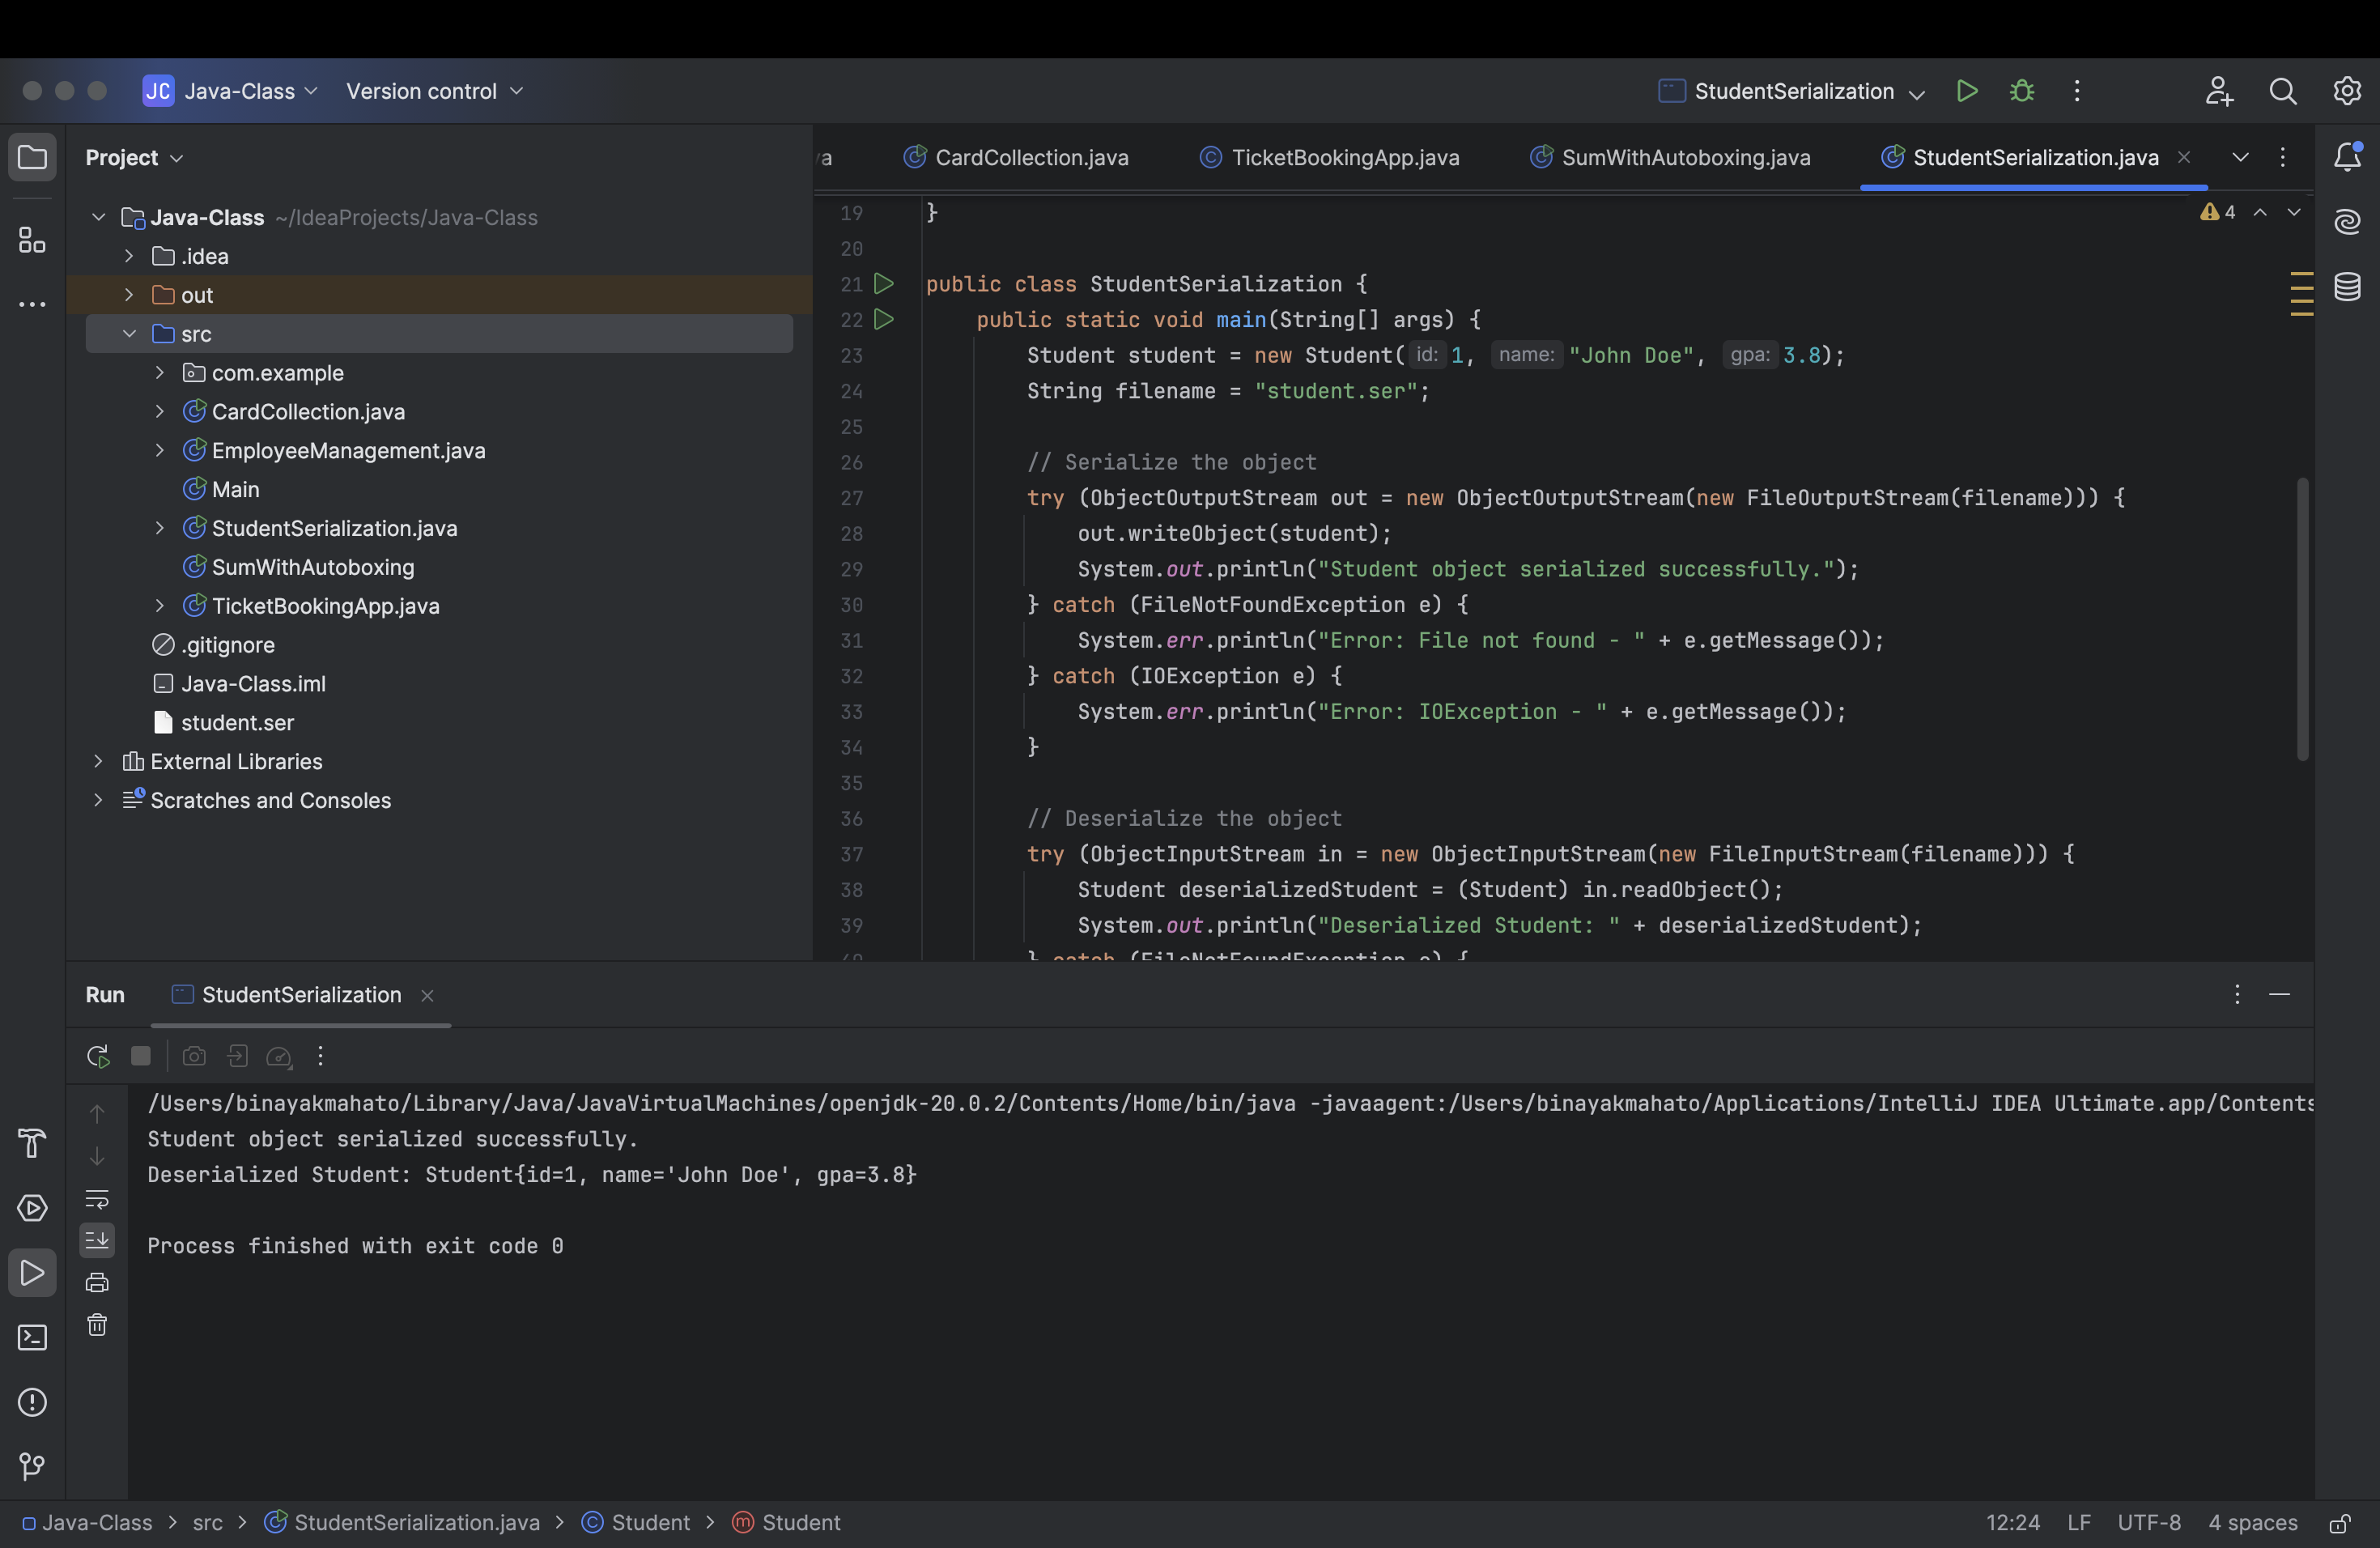 JC Java-Class Version control StudentSerialization
Project
Java-Class ~/IdeaProjects/Java-Class
.idea
out
src
com.example
CardCollection.java
EmployeeManagement.java
Main
StudentSerialization.java
SumWithAutoboxing
TicketBookingApp.java
.gitignore
Java-Class.iml
student.ser
External Libraries
Scratches and Consoles
va CardCollection.java TicketBookingApp.java SumWithAutoboxing.java StudentSerialization.java
4
19 }
20
21 public class StudentSerialization {
22 public static void main(String[] args) {
23 Student student = new Student( id: 1, name: "John Doe", gpa: 3.8);
24 String filename = "student.ser";
25
26 // Serialize the object
27 try (ObjectOutputStream out = new ObjectOutputStream(new FileOutputStream(filename))) {
28 out.writeObject(student);
29 System.out.println("Student object serialized successfully.");
30 } catch (FileNotFoundException e) {
31 System.err.println("Error: File not found - " + e.getMessage());
32 } catch (IOException e) {
33 System.err.println("Error: IOException - " + e.getMessage());
34 }
35
36 // Deserialize the object
37 try (ObjectInputStream in = new ObjectInputStream(new FileInputStream(filename))) {
38 Student deserializedStudent = (Student) in.readObject();
39 System.out.println("Deserialized Student: " + deserializedStudent);
40 } catch (FileNotFoundException e) {
Run StudentSerialization
/Users/binayakmahato/Library/Java/JavaVirtualMachines/openjdk-20.0.2/Contents/Home/bin/java -javaagent:/Users/binayakmahato/Applications/IntelliJ IDEA Ultimate.app/Contents
Student object serialized successfully.
Deserialized Student: Student{id=1, name='John Doe', gpa=3.8}
Process finished with exit code 0
Java-Class > src > StudentSerialization.java > Student > Student 12:24 LF UTF-8 4 spaces